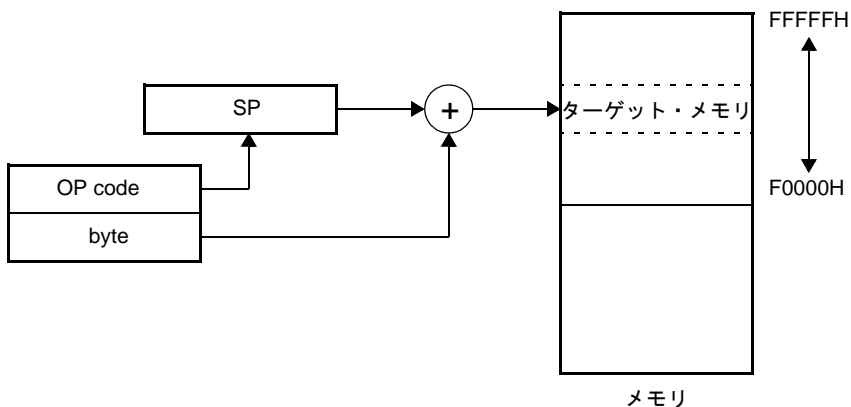 FFFFFH
SP
+
ターゲット・メモリ
OP code
F0000H
byte
メモリ